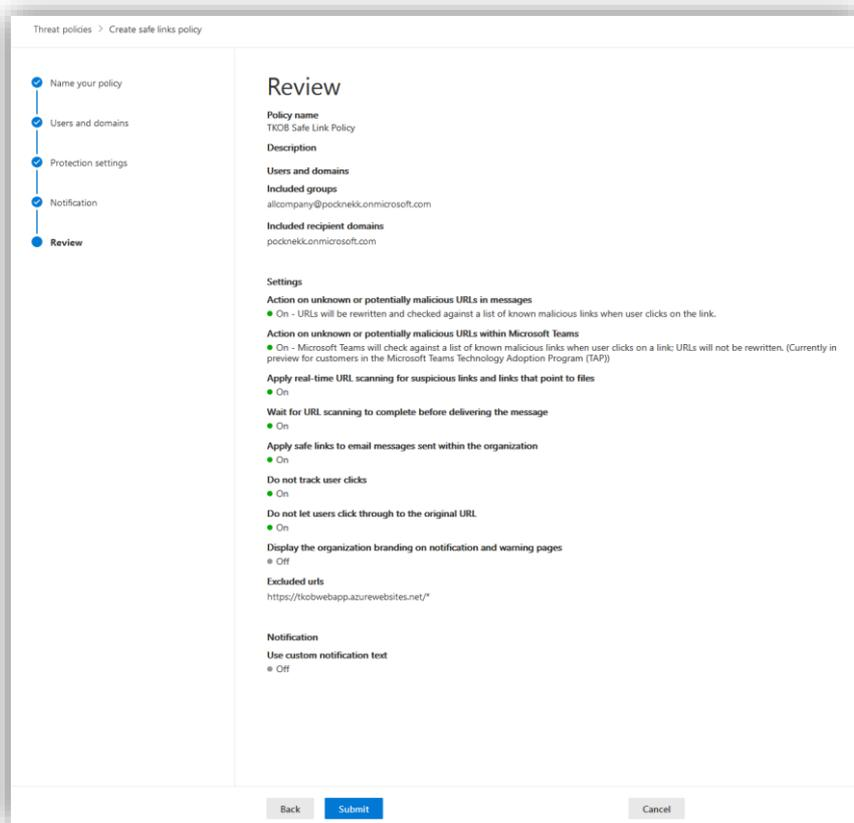 Threat policies > Create safe links policy
Name your policy
Users and domains
Protection settings
Notification
Review
Review
Policy name
TKOB Safe Link Policy
Description
Users and domains
Included groups
allcompany@pocknekk.onmicrosoft.com
Included recipient domains
pocknekk.onmicrosoft.com
Settings
Action on unknown or potentially malicious URLs in messages
On - URLs will be rewritten and checked against a list of known malicious links when user clicks on the link.
Action on unknown or potentially malicious URLs within Microsoft Teams
On - Microsoft Teams will check against a list of known malicious links when user clicks on a link; URLs will not be rewritten. (Currently in
preview for customers in the Microsoft Teams Technology Adoption Program (TAP))
Apply real-time URL scanning for suspicious links and links that point to files
On
Wait for URL scanning to complete before delivering the message
On
Apply safe links to email messages sent within the organization
On
Do not track user clicks
On
Do not let users click through to the original URL
On
Display the organization branding on notification and warning pages
Off
Excluded urls
https://tkobwebapp.azurewebsites.net/*
Notification
Use custom notification text
Off
Back Submit Cancel